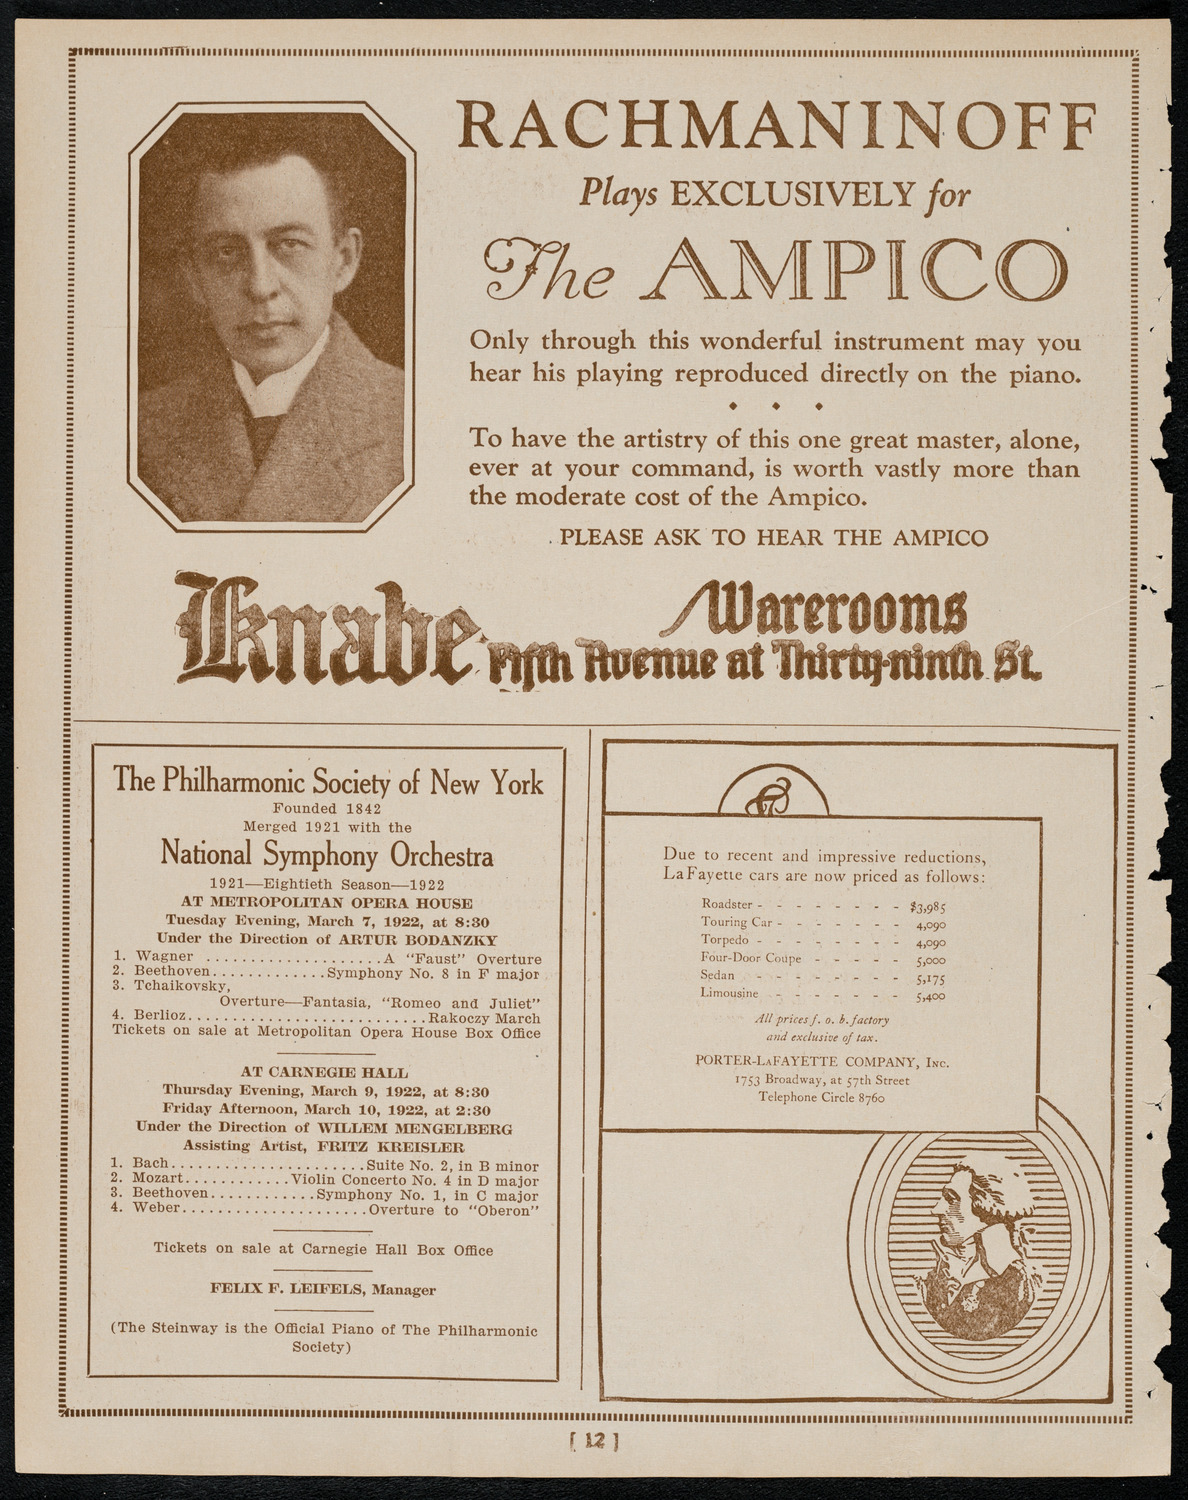 RACHMANINOFF
Plays EXCLUSIVELY for
The AMPICO
Only through this wonderful instrument may you
hear his playing reproduced directly on the piano.
To have the artistry of this one great master, alone,
ever at your command, is worth vastly more than
the moderate cost of the Ampico.
PLEASE ASK TO HEAR THE AMPICO
Knabe Warerooms
Fifth Avenue at Thirty-ninth St.
The Philharmonic Society of New York
Founded 1842
Merged 1921 with the
National Symphony Orchestra
1921—Eightieth Season—1922
AT METROPOLITAN OPERA HOUSE
Tuesday Evening, March 7, 1922, at 8:30
Under the Direction of ARTUR BODANZKY
1. Wagner ....................A "Faust" Overture
2. Beethoven.............Symphony No. 8 in F major
3. Tchaikovsky,
Overture—Fantasia, "Romeo and Juliet"
4. Berlioz...........................Rakoczy March
Tickets on sale at Metropolitan Opera House Box Office
AT CARNEGIE HALL
Thursday Evening, March 9, 1922, at 8:30
Friday Afternoon, March 10, 1922, at 2:30
Under the Direction of WILLEM MENGELBERG
Assisting Artist, FRITZ KREISLER
1. Bach......................Suite No. 2, in B minor
2. Mozart............Violin Concerto No. 4 in D major
3. Beethoven............Symphony No. 1, in C major
4. Weber.....................Overture to "Oberon"
Tickets on sale at Carnegie Hall Box Office
FELIX F. LEIFELS, Manager
(The Steinway is the Official Piano of The Philharmonic
Society)
Due to recent and impressive reductions,
LaFayette cars are now priced as follows:
Roadster - - - - - - - - $3,985
Touring Car - - - - - - - 4,090
Torpedo - - - - - - - - 4,090
Four-Door Coupe - - - - - 5,000
Sedan - - - - - - - 5,175
Limousine - - - - - - - 5,400
All prices f. o. b. factory
and exclusive of tax.
PORTER-LAFAYETTE COMPANY, INC.
1753 Broadway, at 57th Street
Telephone Circle 8760
[ 12 ]